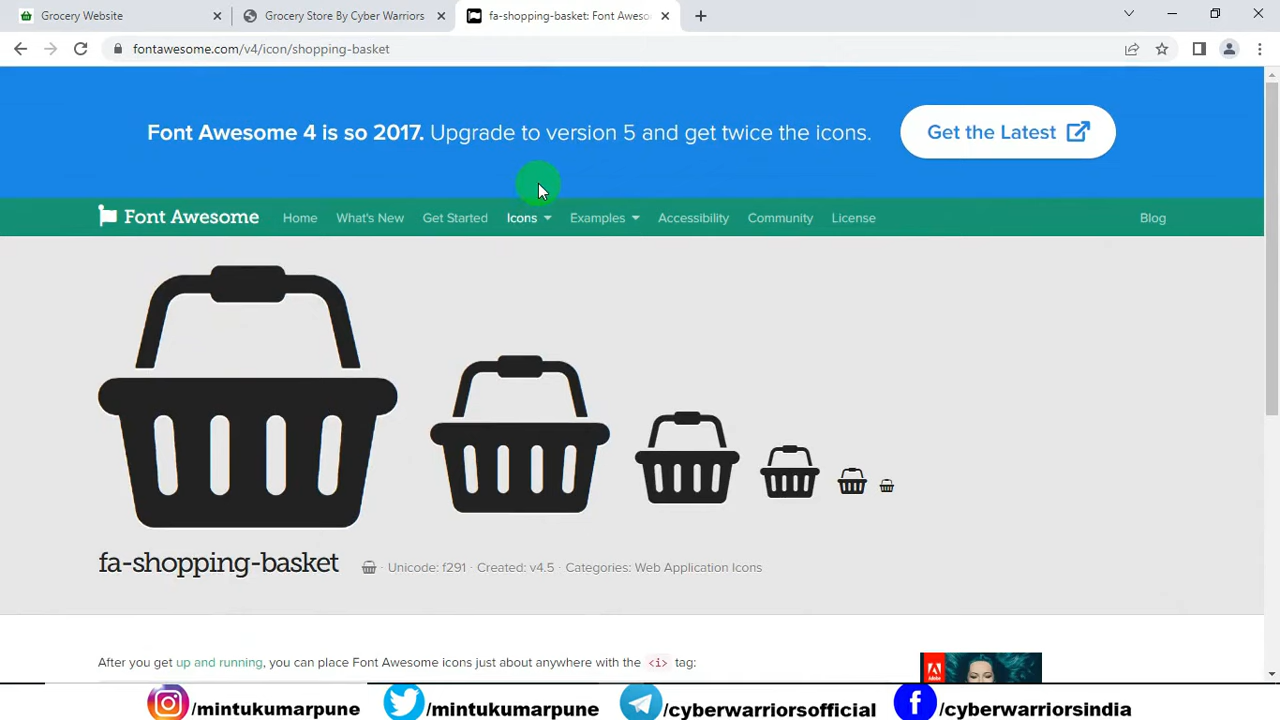 Grocery Website
Grocery Store By Cyber Warriors
fa-shopping-basket: Font Aweso
fontawesome.com/v4/icon/shopping-basket
Font Awesome 4 is so 2017. Upgrade to version 5 and get twice the icons.
Get the Latest
Font Awesome Home What's New Get Started Icons Examples Accessibility Community License Blog
fa-shopping-basket · Unicode: f291 · Created: v4.5 · Categories: Web Application Icons
After you get up and running, you can place Font Awesome icons just about anywhere with the <i> tag:
Adobe
/mintukumarpune /mintukumarpune /cyberwarriorsofficial /cyberwarriorsindia